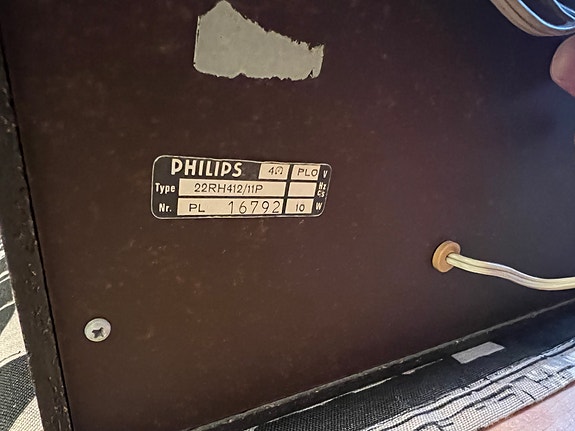 PHILIPS 4Ω PLO V
Type 22RH412/11P Hz c/s
Nr. PL 16792 10 W